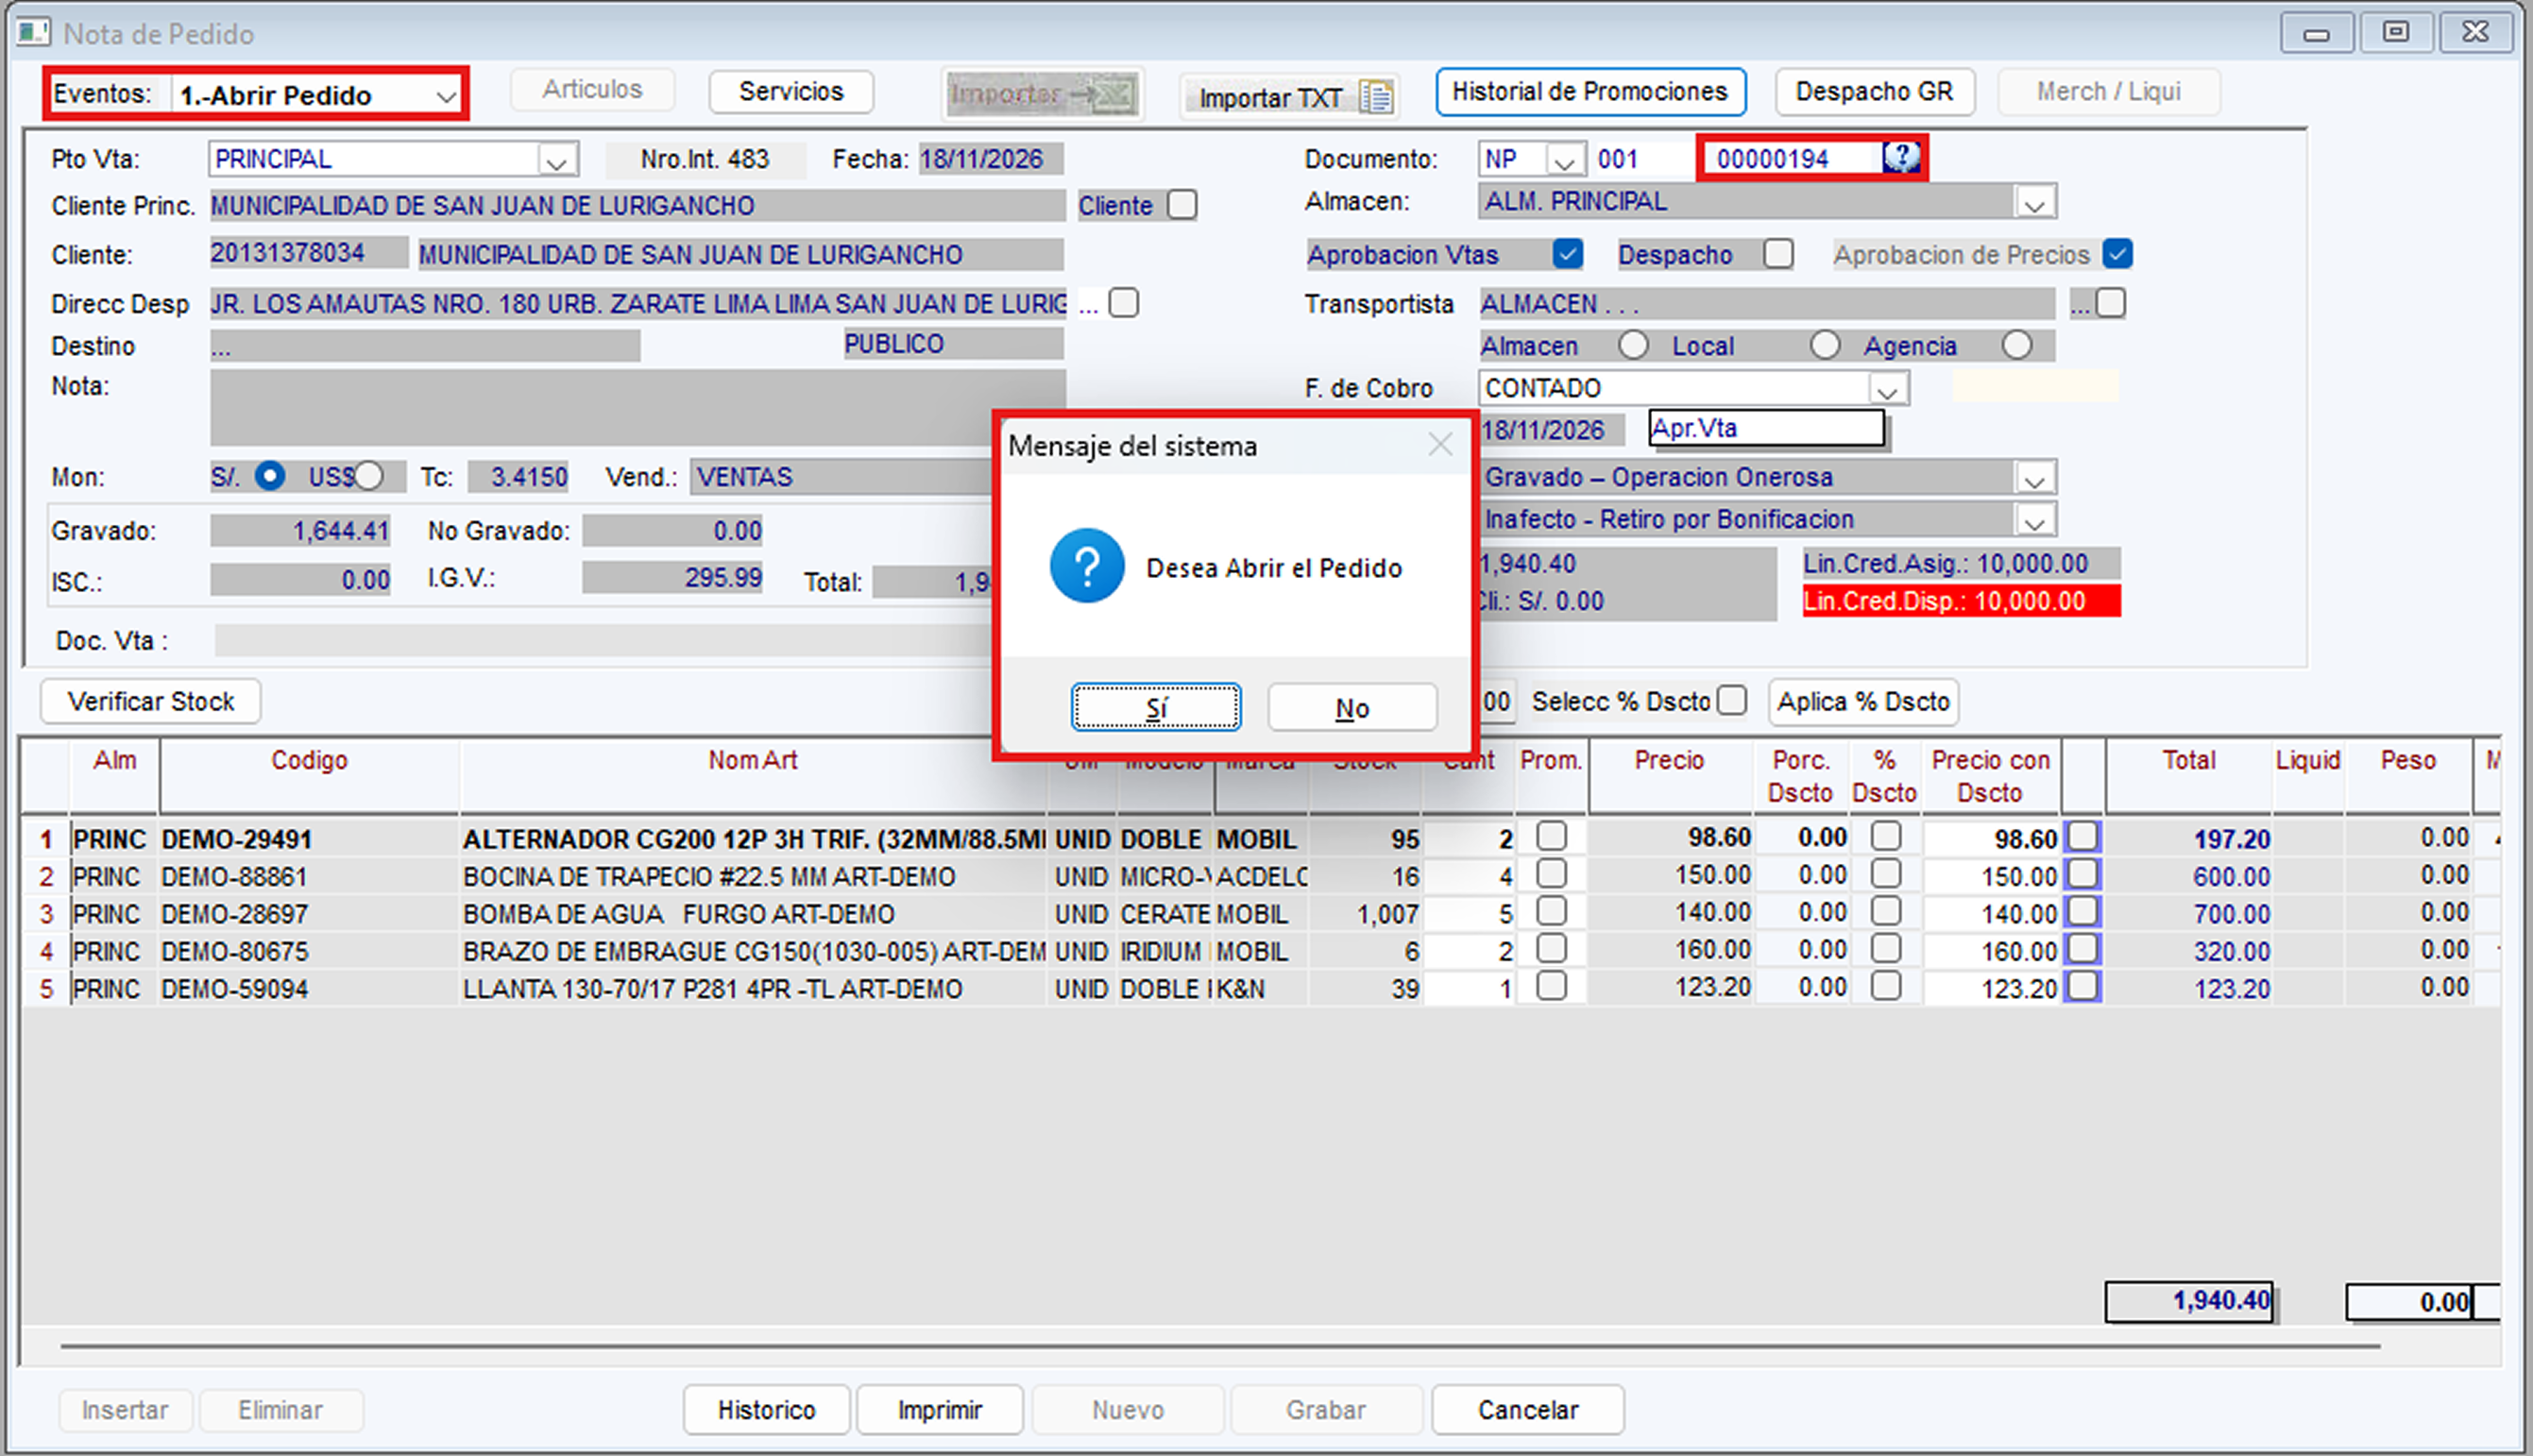 Nota de Pedido
Eventos: 1.-Abrir Pedido Articulos Servicios Importar Importar TXT Historial de Promociones Despacho GR Merch / Liqui
Pto Vta: PRINCIPAL Nro.Int. 483 Fecha: 18/11/2026 Documento: NP 001 00000194
Cliente Princ. MUNICIPALIDAD DE SAN JUAN DE LURIGANCHO Cliente Almacen: ALM. PRINCIPAL
Cliente: 20131378034 MUNICIPALIDAD DE SAN JUAN DE LURIGANCHO Aprobacion Vtas Despacho Aprobacion de Precios
Direcc Desp JR. LOS AMAUTAS NRO. 180 URB. ZARATE LIMA LIMA SAN JUAN DE LURIG ... Transportista ALMACEN . . . ...
Destino ... PUBLICO Almacen Local Agencia
Nota: F. de Cobro CONTADO
18/11/2026 Apr.Vta
Mensaje del sistema
Mon: S/. US$ Tc: 3.4150 Vend.: VENTAS Gravado – Operacion Onerosa
Gravado: 1,644.41 No Gravado: 0.00 Inafecto - Retiro por Bonificacion
Desea Abrir el Pedido
ISC.: 0.00 I.G.V.: 295.99 Total: 1,9 1,940.40 Lin.Cred.Asig.: 10,000.00
Cli.: S/. 0.00 Lin.Cred.Disp.: 10,000.00
Doc. Vta :
Sí No
Verificar Stock 00 Selecc % Dscto Aplica % Dscto
Alm Codigo Nom Art UM Modelo Marca Stock Cant Prom. Precio Porc. Dscto % Dscto Precio con Dscto Total Liquid Peso M
1 PRINC DEMO-29491 ALTERNADOR CG200 12P 3H TRIF. (32MM/88.5M UNID DOBLE MOBIL 95 2 98.60 0.00 98.60 197.20 0.00
2 PRINC DEMO-88861 BOCINA DE TRAPECIO #22.5 MM ART-DEMO UNID MICRO-V ACDELC 16 4 150.00 0.00 150.00 600.00 0.00
3 PRINC DEMO-28697 BOMBA DE AGUA FURGO ART-DEMO UNID CERATE MOBIL 1,007 5 140.00 0.00 140.00 700.00 0.00
4 PRINC DEMO-80675 BRAZO DE EMBRAGUE CG150(1030-005) ART-DEM UNID IRIDIUM MOBIL 6 2 160.00 0.00 160.00 320.00 0.00
5 PRINC DEMO-59094 LLANTA 130-70/17 P281 4PR -TL ART-DEMO UNID DOBLE K&N 39 1 123.20 0.00 123.20 123.20 0.00
1,940.40 0.00
Insertar Eliminar Historico Imprimir Nuevo Grabar Cancelar